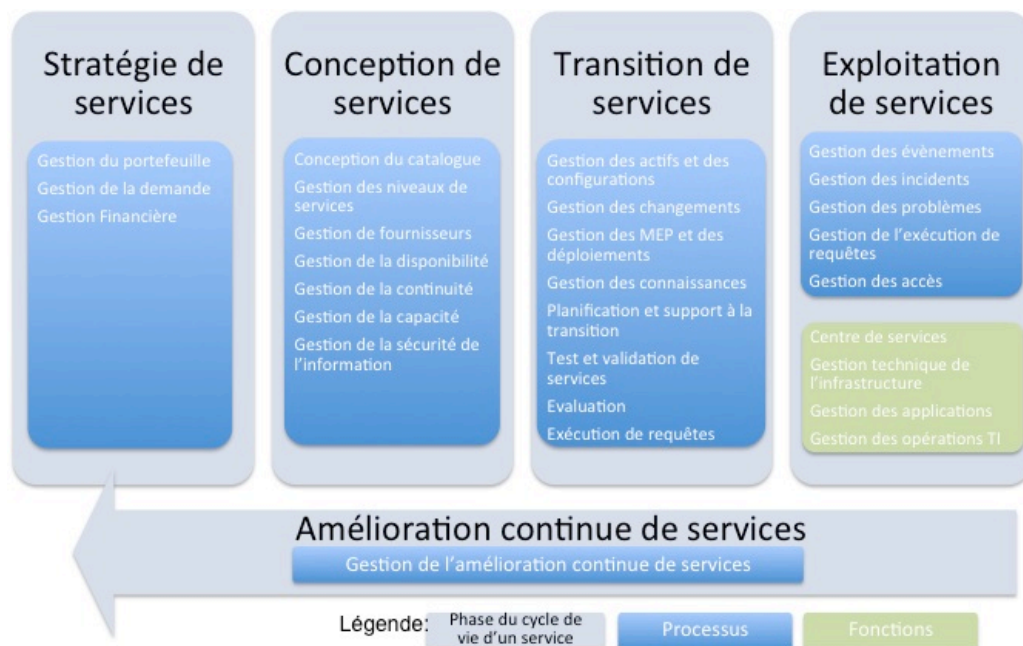 Stratégie de
services
Gestion du portefeuille
Gestion de la demande
Gestion Financière
Conception de
services
Conception du catalogue
Gestion des niveaux de
services
Gestion de fournisseurs
Gestion de la disponibilité
Gestion de la continuité
Gestion de la capacité
Gestion de la sécurité de
l'information
Transition de
services
Gestion des actifs et des
configurations
Gestion des changements
Gestion des MEP et des
déploiements
Gestion des connaissances
Planification et support à la
transition
Test et validation de
services
Evaluation
Exécution de requêtes
Exploitation
de services
Gestion des évènements
Gestion des incidents
Gestion des problèmes
Gestion de l'exécution de
requêtes
Gestion des accès
Centre de services
Gestion technique de
l'infrastructure
Gestion des applications
Gestion des opérations TI
Amélioration continue de services
Gestion de l'amélioration continue de services
Légende:
Phase du cycle de
vie d'un service
Processus
Fonctions